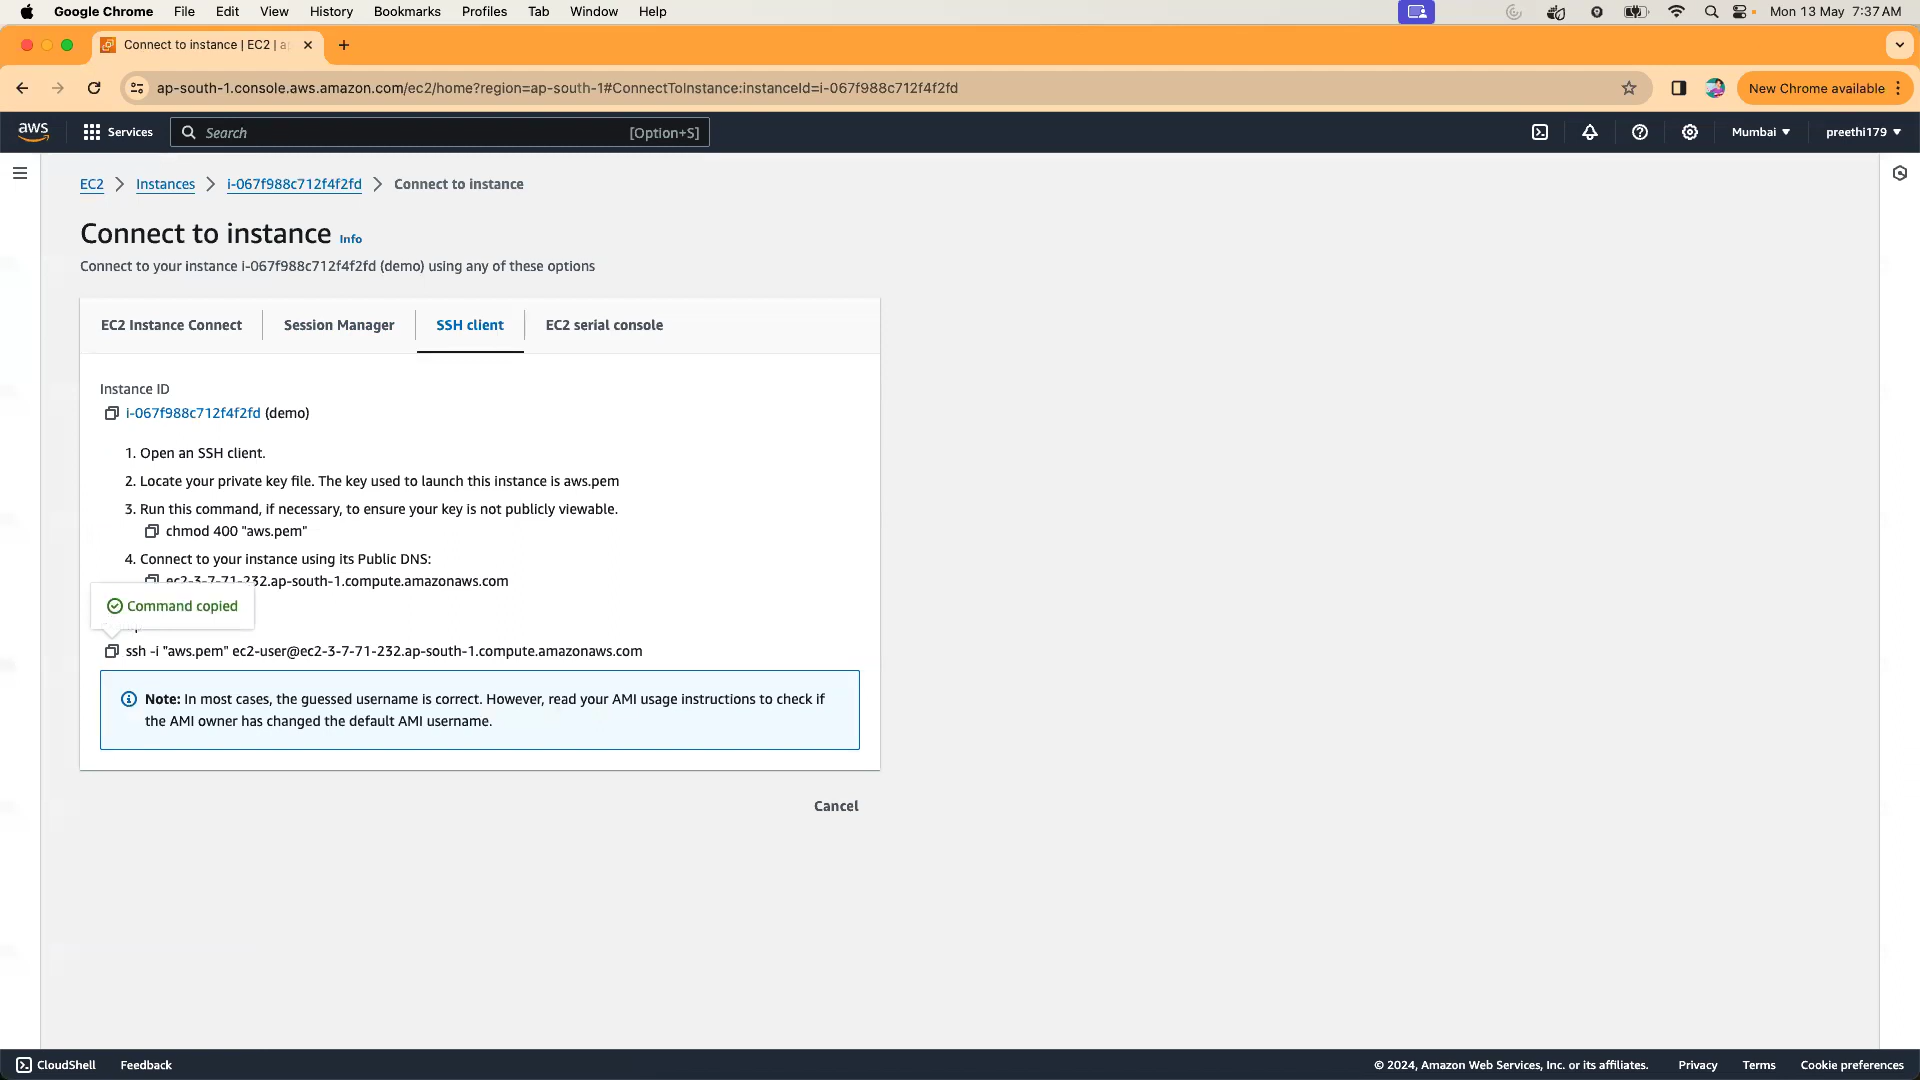 Google Chrome File Edit View History Bookmarks Profiles Tab Window Help Mon 13 May 7:37 AM
Connect to instance | EC2 | a
ap-south-1.console.aws.amazon.com/ec2/home?region=ap-south-1#ConnectToInstance:instanceId=i-067f988c712f4f2fd New Chrome available
aws Services Search [Option+S] Mumbai preethi179
EC2 Instances i-067f988c712f4f2fd Connect to instance
Connect to instance Info
Connect to your instance i-067f988c712f4f2fd (demo) using any of these options
EC2 Instance Connect Session Manager SSH client EC2 serial console
Instance ID
i-067f988c712f4f2fd (demo)
1. Open an SSH client.
2. Locate your private key file. The key used to launch this instance is aws.pem
3. Run this command, if necessary, to ensure your key is not publicly viewable.
chmod 400 "aws.pem"
4. Connect to your instance using its Public DNS:
ec2-3-7-71-232.ap-south-1.compute.amazonaws.com
Command copied
ssh -i "aws.pem" ec2-user@ec2-3-7-71-232.ap-south-1.compute.amazonaws.com
Note: In most cases, the guessed username is correct. However, read your AMI usage instructions to check if
the AMI owner has changed the default AMI username.
Cancel
CloudShell Feedback © 2024, Amazon Web Services, Inc. or its affiliates. Privacy Terms Cookie preferences